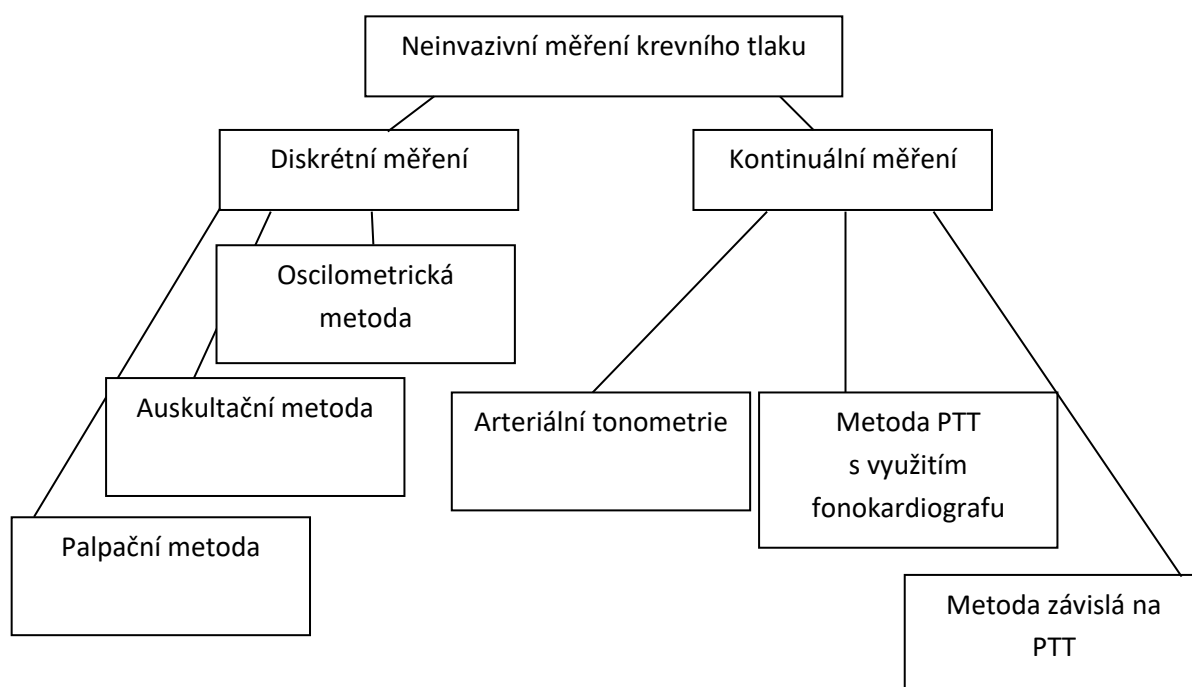 Neinvazivní měření krevního tlaku
Diskrétní měření
Kontinuální měření
Oscilometrická
metoda
Auskultační metoda
Arteriální tonometrie
Metoda PTT
s využitím
fonokardiografu
Palpační metoda
Metoda závislá na
PTT